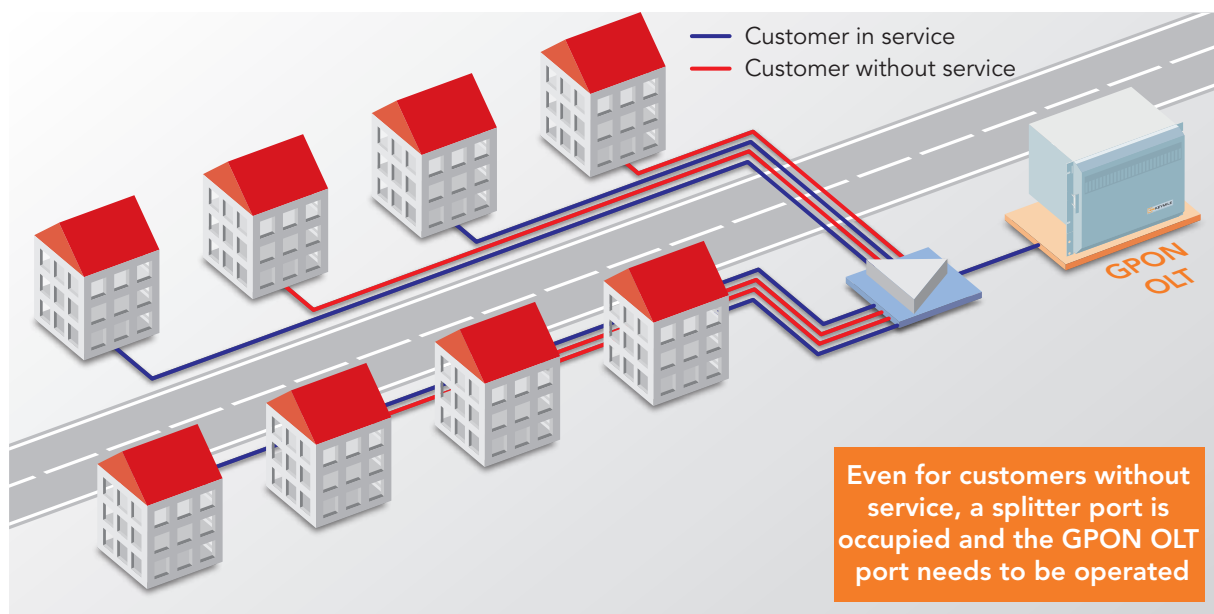 Customer in service
Customer without service
GPON
OLT
Even for customers without
service, a splitter port is
occupied and the GPON OLT
port needs to be operated